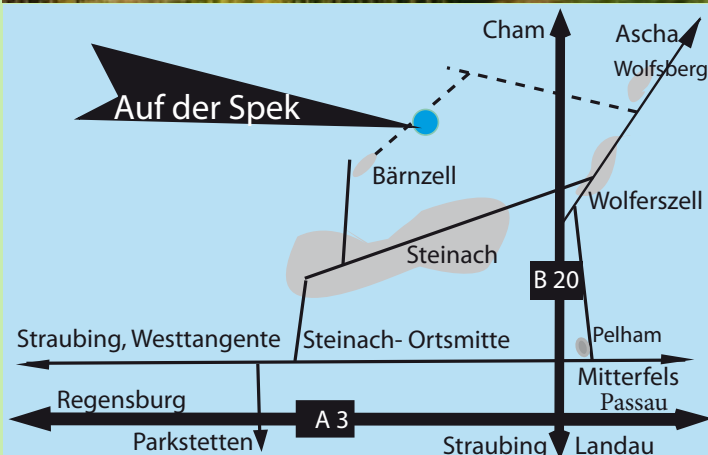 Cham
Ascha
Wolfsberg
Auf der Spek
Bärnzell
Wolferszell
Steinach
B 20
Straubing, Westtangente
Steinach- Ortsmitte
Pelham
Mitterfels
Regensburg
Passau
A 3
Parkstetten
Straubing
Landau